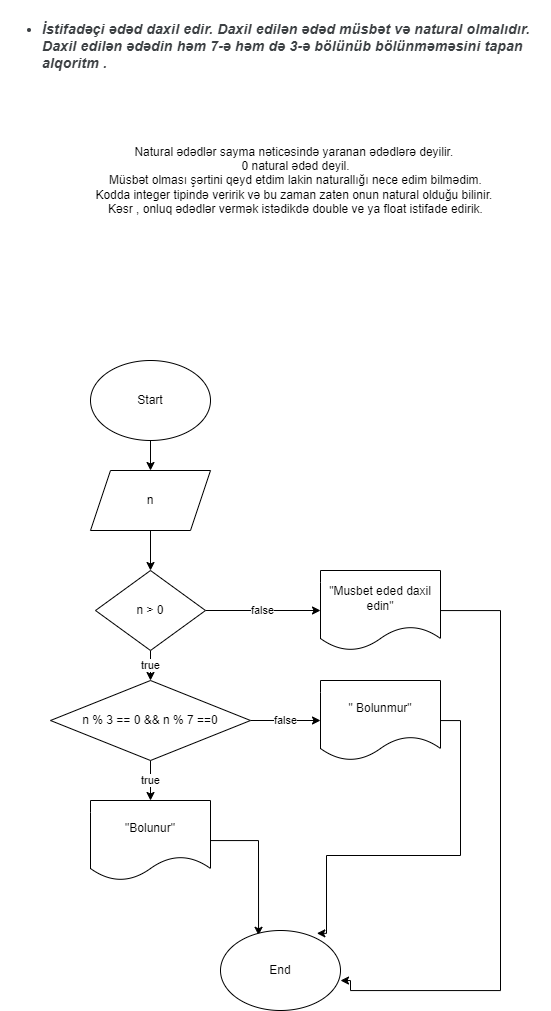 • İstifadəçi ədəd daxil edir. Daxil edilən ədəd müsbət və natural olmalıdır.
Daxil edilən ədədin həm 7-ə həm də 3-ə bölünüb bölünməməsini tapan
alqoritm .
Natural ədədlər sayma nəticəsində yaranan ədədlərə deyilir.
0 natural ədəd deyil.
Müsbət olması şərtini qeyd etdim lakin naturallığı nece edim bilmədim.
Kodda integer tipində veririk və bu zaman zaten onun natural olduğu bilinir.
Kəsr , onluq ədədlər vermək istədikdə double ve ya float istifade edirik.
Start
n
n > 0
false
"Musbet eded daxil
edin"
true
n % 3 == 0 && n % 7 ==0
false
" Bolunmur"
true
"Bolunur"
End